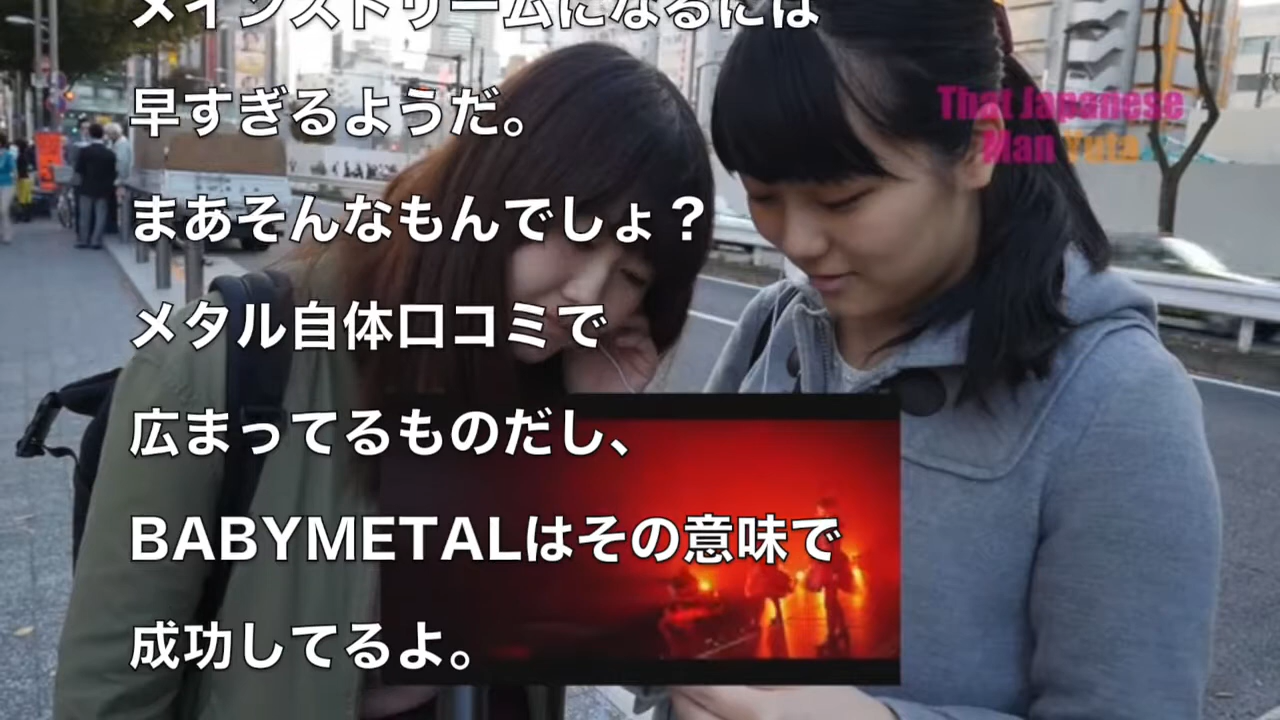 メインストリームになるには
早すぎるようだ。
まあそんなもんでしょ？
メタル自体口コミで
広まってるものだし、
BABYMETALはその意味で
成功してるよ。
That Japanese
Man Yuta